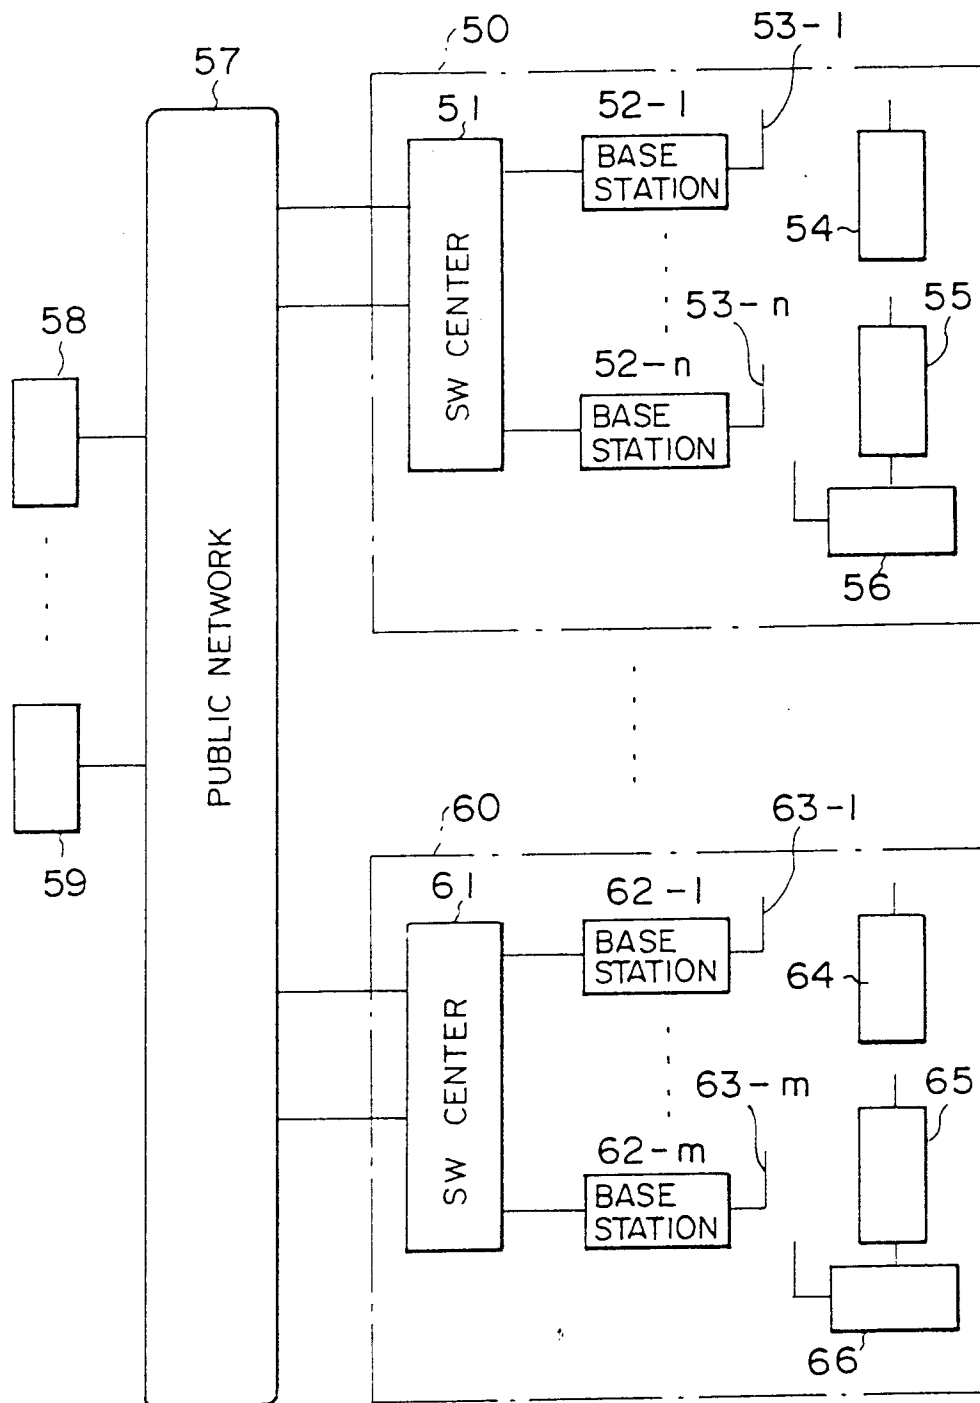 50
53-1
57
51
52-1
BASE
STATION
54
SW CENTER
53-n
55
58
52-n
BASE
STATION
56
PUBLIC NETWORK
59
60
63-1
61
62-1
BASE
STATION
64
SW CENTER
63-m
65
62-m
BASE
STATION
66